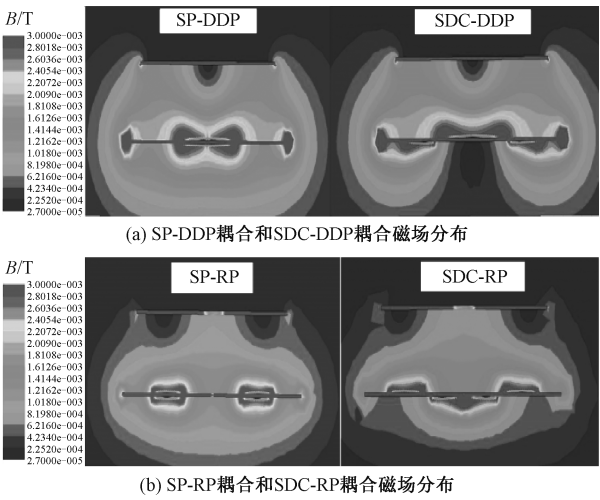 B/T
3.0000e-003
2.8018e-003
2.6036e-003
2.4054e-003
2.2072e-003
2.0090e-003
1.8108e-003
1.6126e-003
1.4144e-003
1.2162e-003
1.0180e-003
8.1980e-004
6.2160e-004
4.2340e-004
2.2520e-004
2.7000e-005
SP-DDP
SDC-DDP
(a) SP-DDP耦合和SDC-DDP耦合磁场分布
B/T
3.0000e-003
2.8018e-003
2.6036e-003
2.4054e-003
2.2072e-003
2.0090e-003
1.8108e-003
1.6126e-003
1.4144e-003
1.2162e-003
1.0180e-003
8.1980e-004
6.2160e-004
4.2340e-004
2.2520e-004
2.7000e-005
SP-RP
SDC-RP
(b) SP-RP耦合和SDC-RP耦合磁场分布